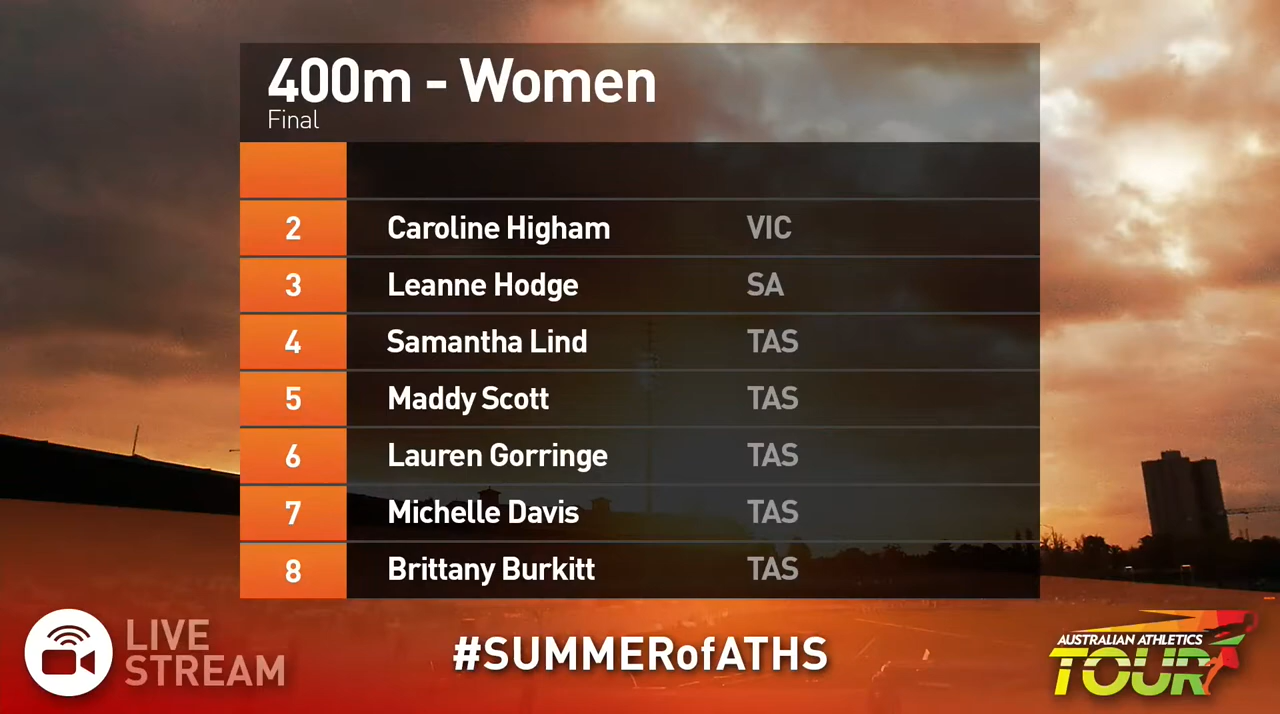 400m - Women
Final
2 Caroline Higham VIC
3 Leanne Hodge SA
4 Samantha Lind TAS
5 Maddy Scott TAS
6 Lauren Gorringe TAS
7 Michelle Davis TAS
8 Brittany Burkitt TAS
LIVE
STREAM
#SUMMERofATHS
AUSTRALIAN ATHLETICS
TOUR